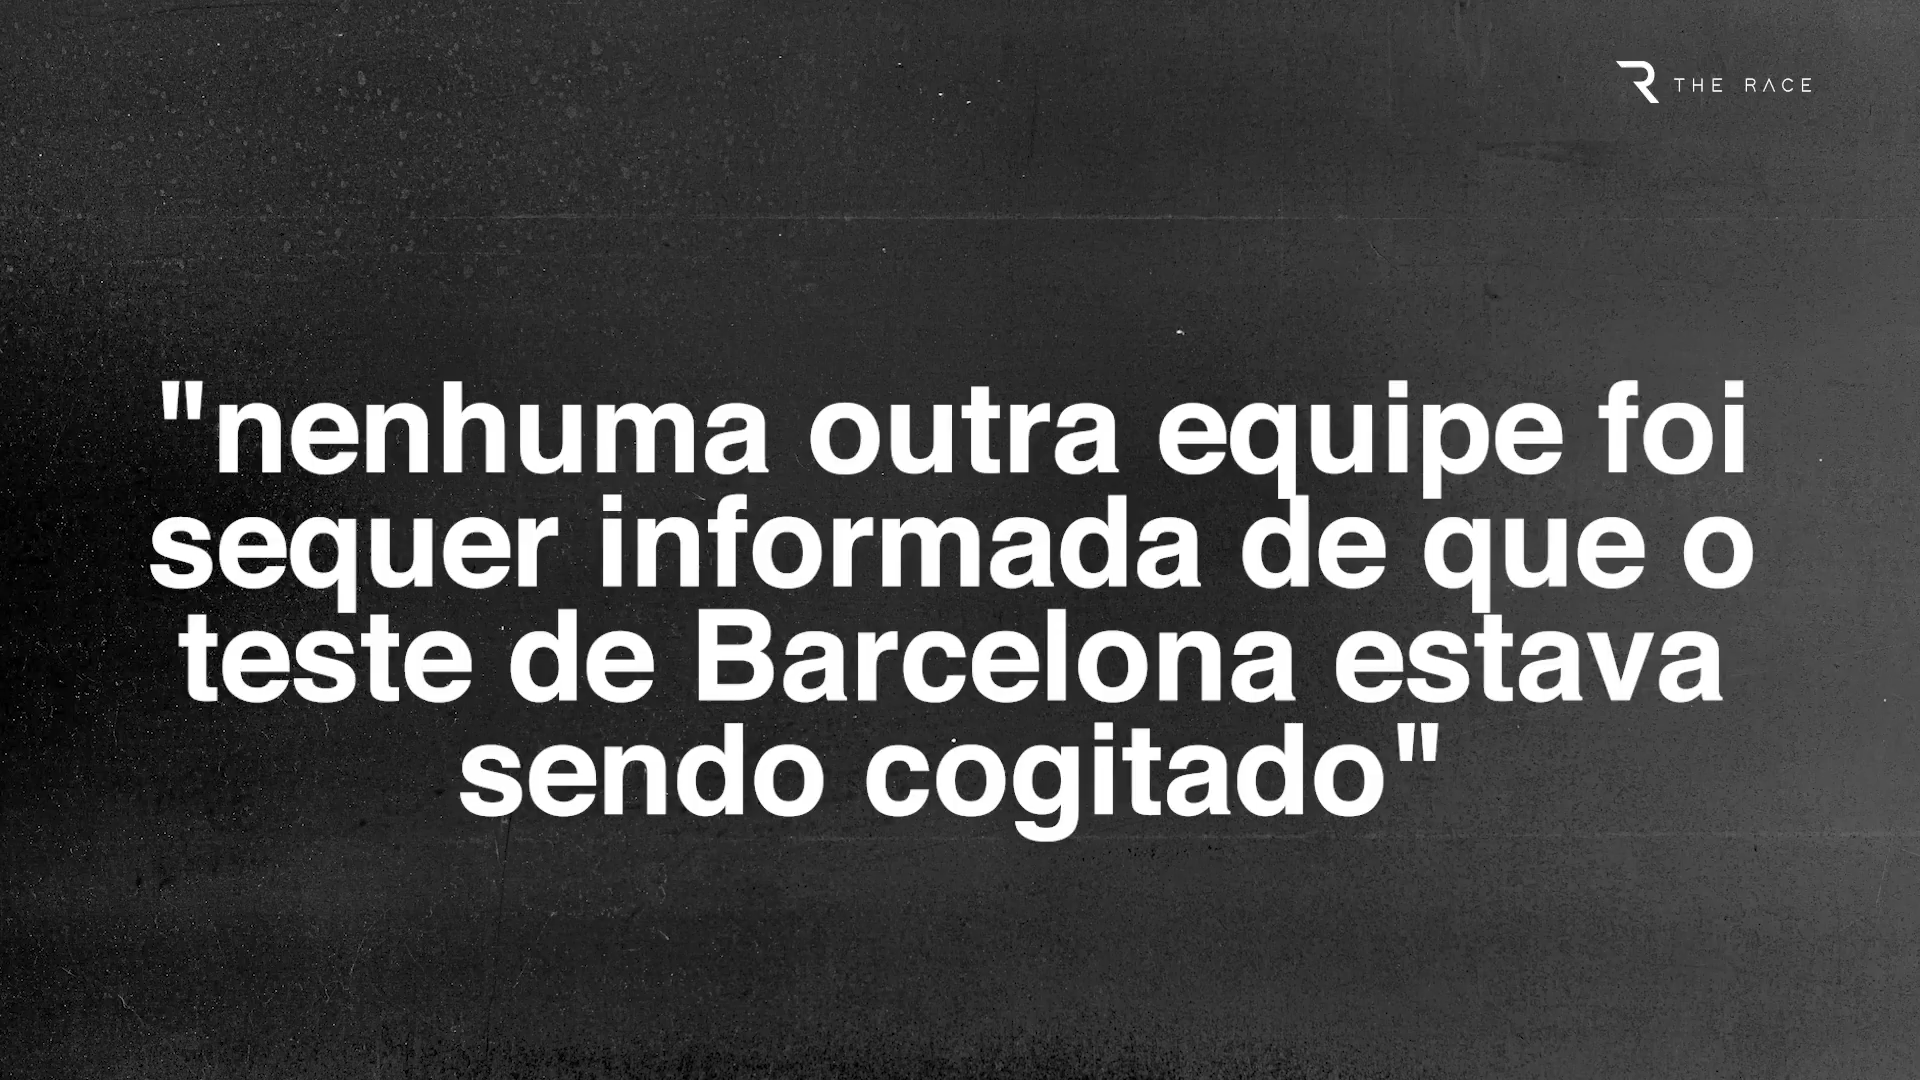 THE RACE
"nenhuma outra equipe foi
sequer informada de que o
teste de Barcelona estava
sendo cogitado"